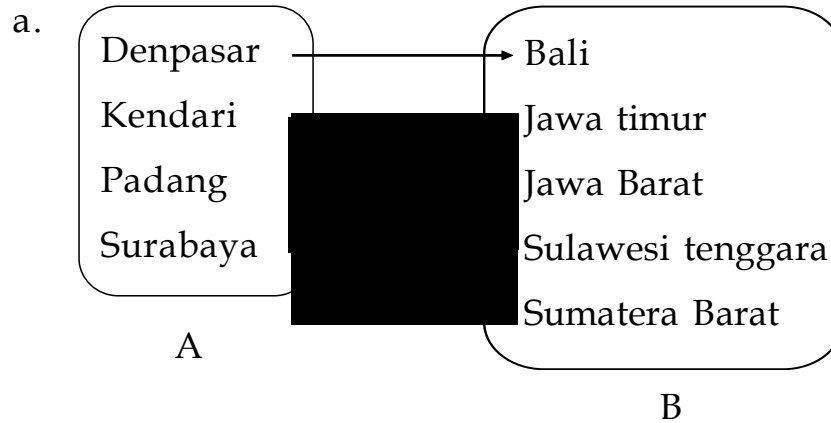 a.
Denpasar Bali
Kendari Jawa timur
Padang Jawa Barat
Surabaya Sulawesi tenggara
Sumatera Barat
A
B